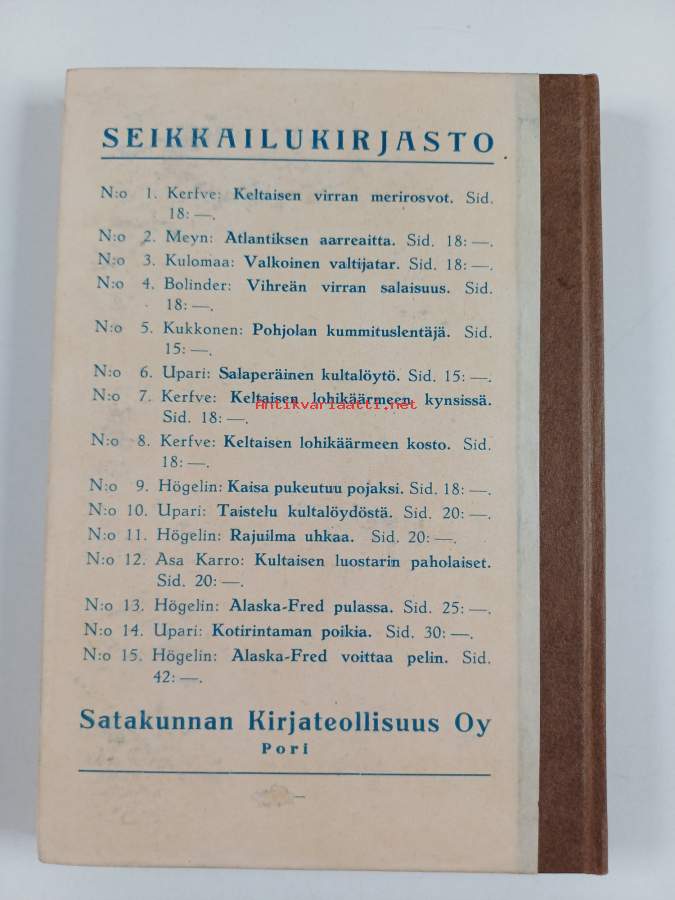 SEIKKAILUKIRJASTO
N:o 1. Kerfve: Keltaisen virran merirosvot. Sid.
18: —.
N:o 2. Meyn: Atlantiksen aarreaitta. Sid. 18: —.
N:o 3. Kulomaa: Valkoinen valtijatar. Sid. 18: —.
N:o 4. Bolinder: Vihreän virran salaisuus. Sid.
18: —.
N:o 5. Kukkonen: Pohjolan kummituslentäjä. Sid.
15: —.
N:o 6. Upari: Salaperäinen kultalöytö. Sid. 15: —.
N:o 7. Kerfve: Keltaisen lohikäärmeen kynsissä.
Antikvariaatti.net
Sid. 18: —.
N:o 8. Kerfve: Keltaisen lohikäärmeen kosto. Sid.
18: —.
N:o 9. Högelin: Kaisa pukeutuu pojaksi. Sid. 18: —.
N:o 10. Upari: Taistelu kultalöydöstä. Sid. 20: —.
N:o 11. Högelin: Rajuilma uhkaa. Sid. 20: —.
N:o 12. Asa Karro: Kultaisen luostarin paholaiset.
Sid. 20: —.
N:o 13. Högelin: Alaska-Fred pulassa. Sid. 25: —.
N:o 14. Upari: Kotirintaman poikia. Sid. 30: —.
N:o 15. Högelin: Alaska-Fred voittaa pelin. Sid.
42: —.
Satakunnan Kirjateollisuus Oy
Pori